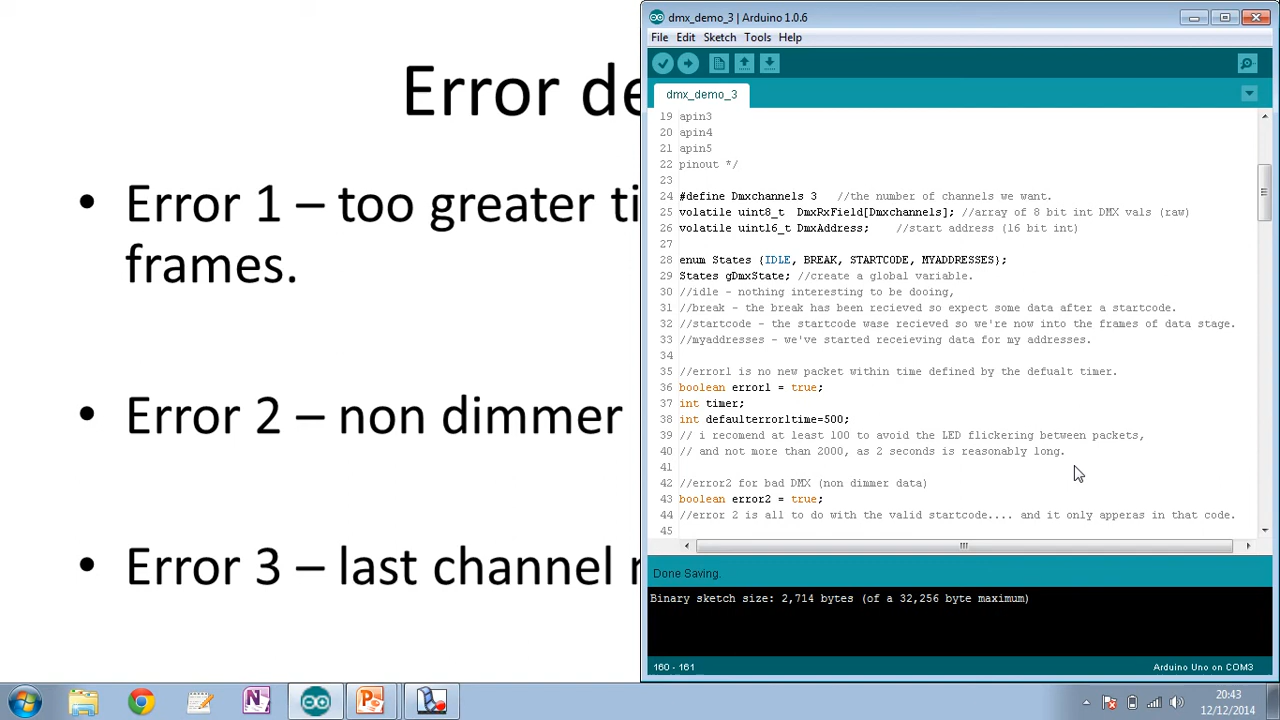 Error de
• Error 1 – too greater ti
frames.
• Error 2 – non dimmer
• Error 3 – last channel
dmx_demo_3 | Arduino 1.0.6
File Edit Sketch Tools Help
dmx_demo_3
19 apin3
20 apin4
21 apin5
22 pinout */
23
24 #define Dmxchannels 3 //the number of channels we want.
25 volatile uint8_t DmxRxField[Dmxchannels]; //array of 8 bit int DMX vals (raw)
26 volatile uint16_t DmxAddress; //start address (16 bit int)
27
28 enum States {IDLE, BREAK, STARTCODE, MYADDRESSES};
29 States gDmxState; //create a global variable.
30 //idle - nothing interesting to be dooing,
31 //break - the break has been recieved so expect some data after a startcode.
32 //startcode - the startcode wase recieved so we're now into the frames of data stage.
33 //myaddresses - we've started receieving data for my addresses.
34
35 //error1 is no new packet within time defined by the defualt timer.
36 boolean error1 = true;
37 int timer;
38 int defaulterror1time=500;
39 // i recomend at least 100 to avoid the LED flickering between packets,
40 // and not more than 2000, as 2 seconds is reasonably long.
41
42 //error2 for bad DMX (non dimmer data)
43 boolean error2 = true;
44 //error 2 is all to do with the valid startcode.... and it only apperas in that code.
45
Done Saving.
Binary sketch size: 2,714 bytes (of a 32,256 byte maximum)
160 - 161
Arduino Uno on COM3
20:43
12/12/2014